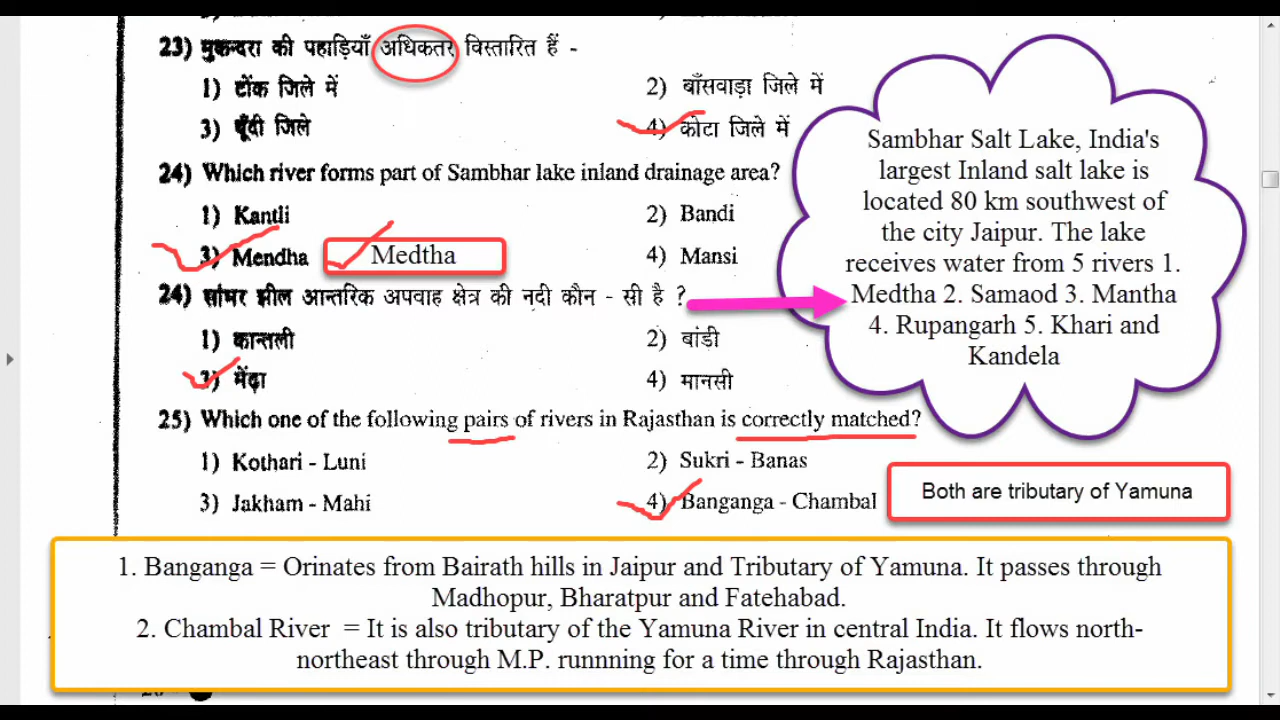 23) मुकन्दरा की पहाड़ियाँ अधिकतर विस्तारित हैं -
1) टोंक जिले में
2) बाँसवाड़ा जिले में
3) बूँदी जिले
4) कोटा जिले में
24) Which river forms part of Sambhar lake inland drainage area?
1) Kantli
2) Bandi
3) Mendha
Medtha
4) Mansi
24) सांभर झील आन्तरिक अपवाह क्षेत्र की नदी कौन - सी है ?
1) कान्तली
2) बांडी
3) मेंढ़ा
4) मानसी
25) Which one of the following pairs of rivers in Rajasthan is correctly matched?
1) Kothari - Luni
2) Sukri - Banas
3) Jakham - Mahi
4) Banganga - Chambal
Sambhar Salt Lake, India's
largest Inland salt lake is
located 80 km southwest of
the city Jaipur. The lake
receives water from 5 rivers 1.
Medtha 2. Samaod 3. Mantha
4. Rupangarh 5. Khari and
Kandela
Both are tributary of Yamuna
1. Banganga = Orinates from Bairath hills in Jaipur and Tributary of Yamuna. It passes through
Madhopur, Bharatpur and Fatehabad.
2. Chambal River = It is also tributary of the Yamuna River in central India. It flows north-
northeast through M.P. runnning for a time through Rajasthan.